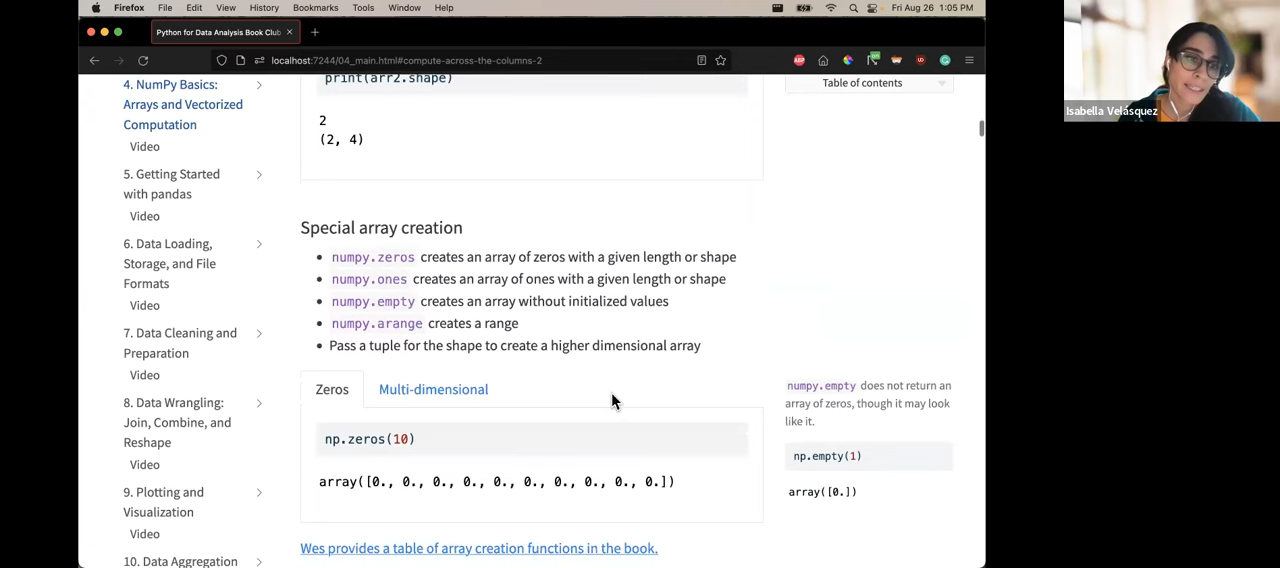 Firefox File Edit View History Bookmarks Tools Window Help Fri Aug 26 1:05 PM
Python for Data Analysis Book Club
localhost:7244/04_main.html#compute-across-the-columns-2
4. NumPy Basics:
Arrays and Vectorized
Computation
Video
5. Getting Started
with pandas
Video
6. Data Loading,
Storage, and File
Formats
Video
7. Data Cleaning and
Preparation
Video
8. Data Wrangling:
Join, Combine, and
Reshape
Video
9. Plotting and
Visualization
Video
10. Data Aggregation
print(arr2.shape)
2
(2, 4)
Special array creation
• numpy.zeros creates an array of zeros with a given length or shape
• numpy.ones creates an array of ones with a given length or shape
• numpy.empty creates an array without initialized values
• numpy.arange creates a range
• Pass a tuple for the shape to create a higher dimensional array
Zeros Multi-dimensional
np.zeros(10)
array([0., 0., 0., 0., 0., 0., 0., 0., 0., 0.])
Wes provides a table of array creation functions in the book.
Table of contents
numpy.empty does not return an
array of zeros, though it may look
like it.
np.empty(1)
array([0.])
Isabella Velásquez